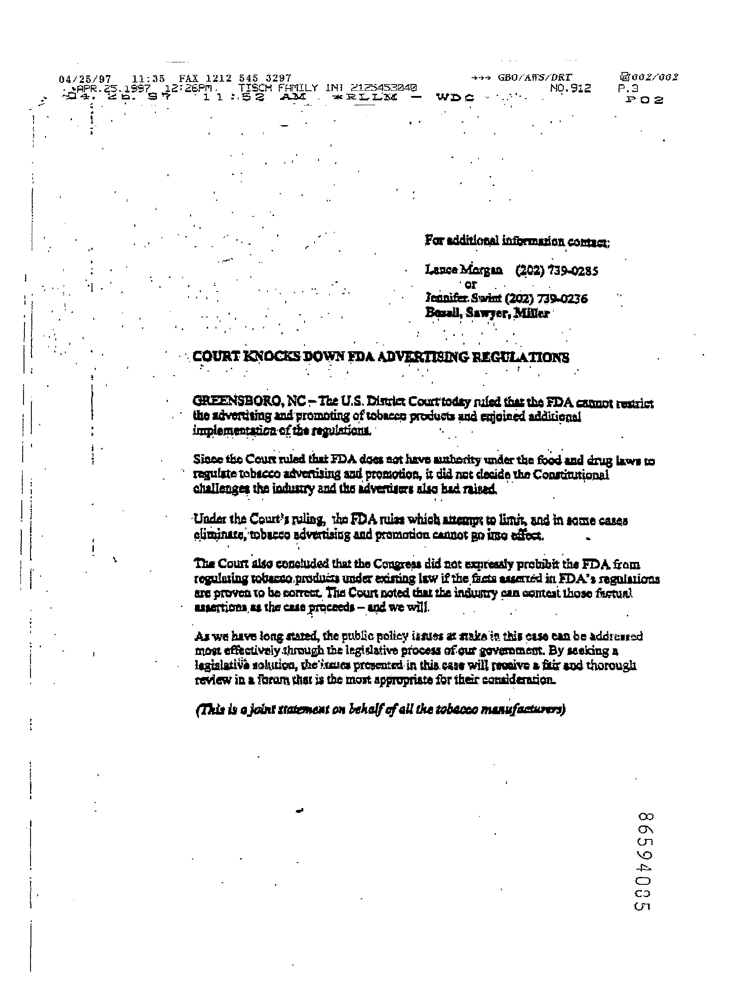 04/25/97 11:35 FAX 1212 545 3297 →→→ GBO/AWS/DRT 002/002
APR.25.1997 12:26PM. TISCH FAMILY INT 2125453040 NO.912 P.3
04. 25. 97 11:52 AM *RLLM - WDC P02
For additional information contact:
Lance Morgan (202) 739-0285
or
Jennifer Swint (202) 739-0236
Bozell, Sawyer, Miller
COURT KNOCKS DOWN FDA ADVERTISING REGULATIONS
GREENSBORO, NC – The U.S. District Court today ruled that the FDA cannot restrict
the advertising and promoting of tobacco products and enjoined additional
implementation of the regulations.
Since the Court ruled that FDA does not have authority under the food and drug laws to
regulate tobacco advertising and promotion, it did not decide the Constitutional
challenges the industry and the advertisers also had raised.
Under the Court's ruling, the FDA rules which attempt to limit, and in some cases
eliminate, tobacco advertising and promotion cannot go into effect.
The Court also concluded that the Congress did not expressly prohibit the FDA from
regulating tobacco products under existing law if the facts asserted in FDA's regulations
are proven to be correct. The Court noted that the industry can contest those factual
assertions as the case proceeds – and we will.
As we have long stated, the public policy issues at stake in this case can be addressed
most effectively through the legislative process of our government. By seeking a
legislative solution, the issues presented in this case will receive a fair and thorough
review in a forum that is the most appropriate for their consideration.
(This is a joint statement on behalf of all the tobacco manufacturers)
86594005